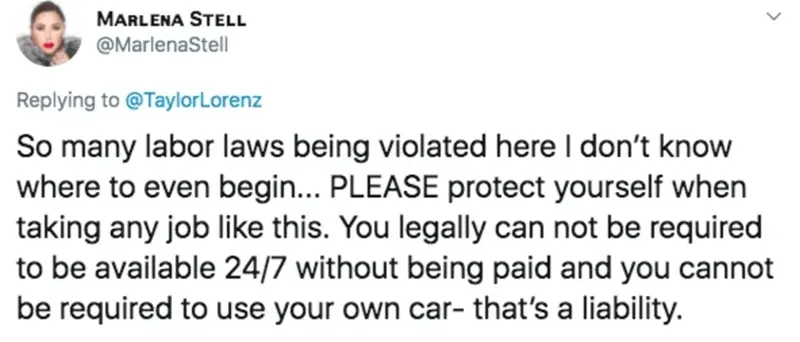 MARLENA STELL
@MarlenaStell
Replying to @TaylorLorenz
So many labor laws being violated here I don’t know
where to even begin... PLEASE protect yourself when
taking any job like this. You legally can not be required
to be available 24/7 without being paid and you cannot
be required to use your own car- that’s a liability.